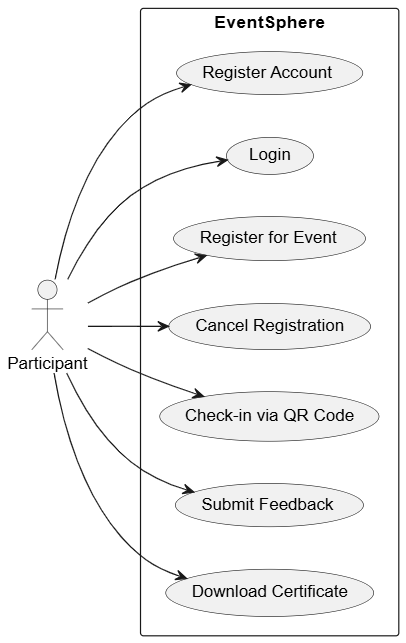 EventSphere
Register Account
Login
Register for Event
Cancel Registration
Participant
Check-in via QR Code
Submit Feedback
Download Certificate